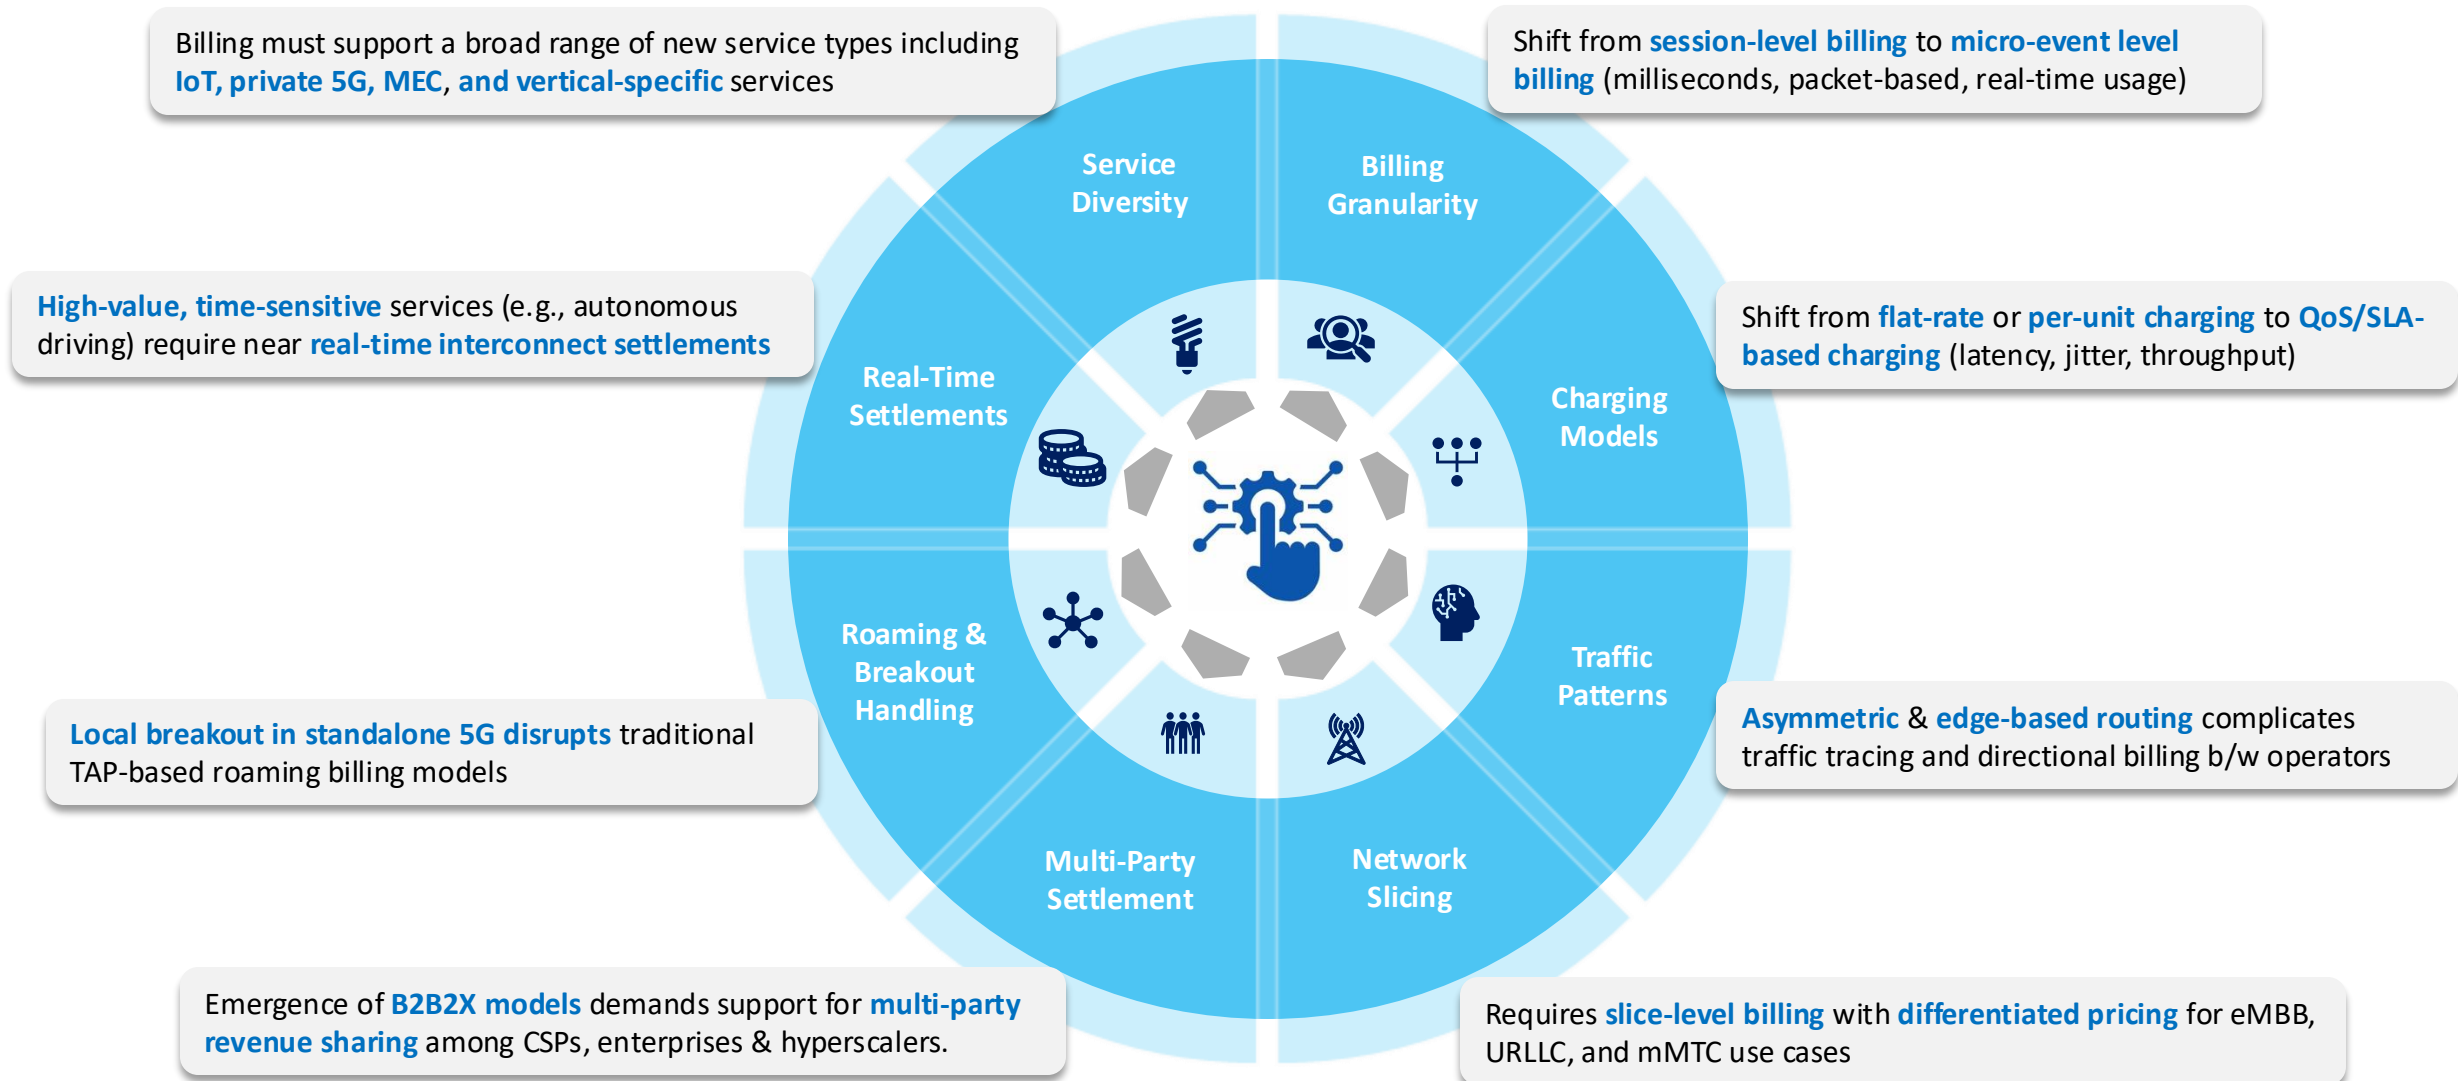 Billing must support a broad range of new service types including
IoT, private 5G, MEC, and vertical-specific services
Shift from session-level billing to micro-event level
billing (milliseconds, packet-based, real-time usage)
Service
Diversity
Billing
Granularity
High-value, time-sensitive services (e.g., autonomous
driving) require near real-time interconnect settlements
Shift from flat-rate or per-unit charging to QoS/SLA-
based charging (latency, jitter, throughput)
Real-Time
Settlements
Charging
Models
Roaming &
Breakout
Handling
Traffic
Patterns
Local breakout in standalone 5G disrupts traditional
TAP-based roaming billing models
Asymmetric & edge-based routing complicates
traffic tracing and directional billing b/w operators
Multi-Party
Settlement
Network
Slicing
Emergence of B2B2X models demands support for multi-party
revenue sharing among CSPs, enterprises & hyperscalers.
Requires slice-level billing with differentiated pricing for eMBB,
URLLC, and mMTC use cases